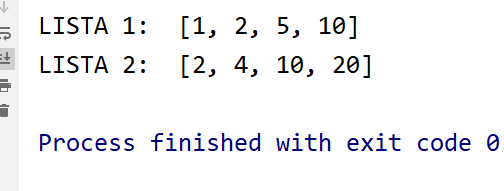 LISTA 1:  [1, 2, 5, 10]
LISTA 2:  [2, 4, 10, 20]
Process finished with exit code 0